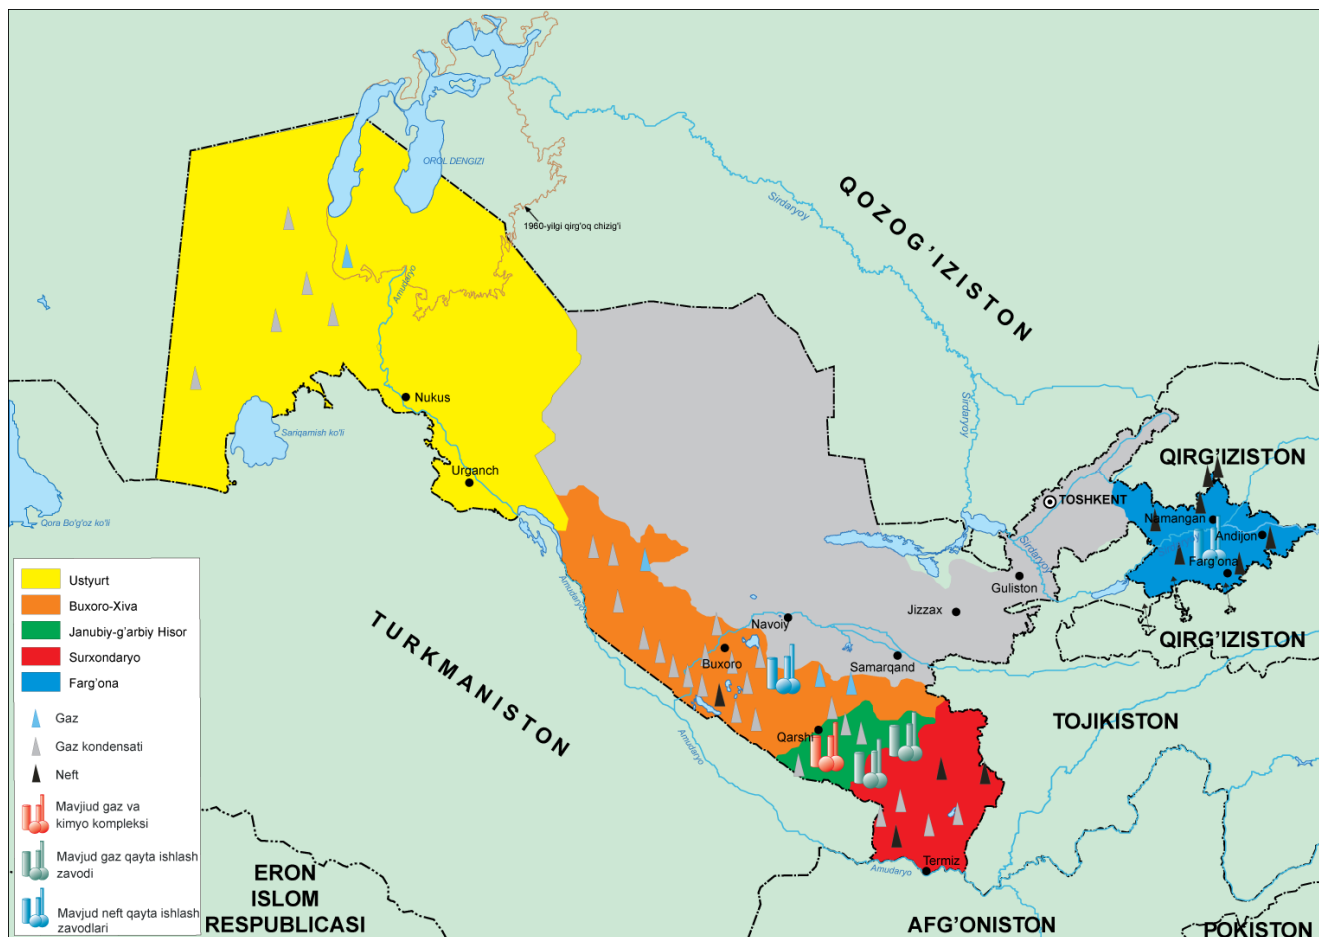 OROL DENGIZI
1960-yilgi qirg'oq chizig'i
Sirdaryoy
QOZOG'IZISTON
Amudaryo
Nukus
Sariqamish ko'li
Urganch
Qora Bo'g'oz ko'li
Sirdaryoy
QIRG'IZISTON
TOSHKENT
Namangan
Andijon
Farg'ona
Sirdaryoy
Guliston
Jizzax
QIRG'IZISTON
Amudaryo
Navoiy
Buxoro
Samarqand
TURKMANISTON
TOJIKISTON
Qarshi
Amudaryo
Termiz
Amudaryo
ERON
ISLOM
RESPUBLICASI
AFG'ONISTON
POKISTON
Ustyurt
Buxoro-Xiva
Janubiy-g'arbiy Hisor
Surxondaryo
Farg'ona
Gaz
Gaz kondensati
Neft
Mavjiud gaz va
kimyo kompleksi
Mavjud gaz qayta ishlash
zavodi
Mavjud neft qayta ishlash
zavodlari